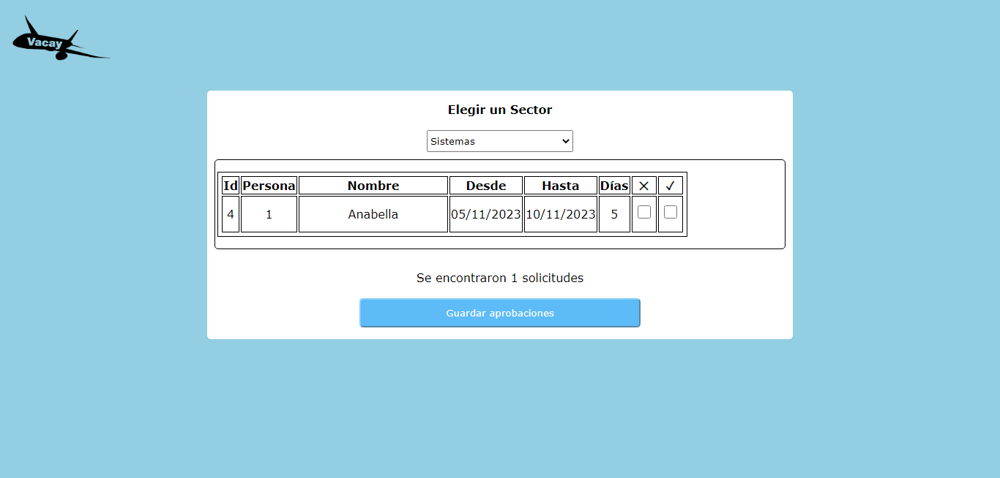 Vacay
Elegir un Sector
Sistemas
Id Persona Nombre Desde Hasta Días ✕ ✓
4 1 Anabella 05/11/2023 10/11/2023 5
Se encontraron 1 solicitudes
Guardar aprobaciones